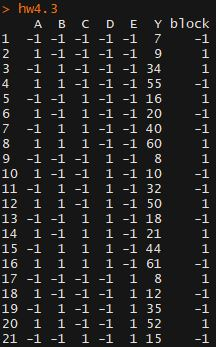 > hw4.3
A B C D E Y block
1 -1 -1 -1 -1 -1 7 -1
2 1 -1 -1 -1 -1 9 1
3 -1 1 -1 -1 -1 34 1
4 1 1 -1 -1 -1 55 -1
5 -1 -1 1 -1 -1 16 1
6 1 -1 1 -1 -1 20 -1
7 -1 1 1 -1 -1 40 -1
8 1 1 1 -1 -1 60 1
9 -1 -1 -1 1 -1 8 1
10 1 -1 -1 1 -1 10 -1
11 -1 1 -1 1 -1 32 -1
12 1 1 -1 1 -1 50 1
13 -1 -1 1 1 -1 18 -1
14 1 -1 1 1 -1 21 1
15 -1 1 1 1 -1 44 1
16 1 1 1 1 -1 61 -1
17 -1 -1 -1 -1 1 8 1
18 1 -1 -1 -1 1 12 -1
19 -1 1 -1 -1 1 35 -1
20 1 1 -1 -1 1 52 1
21 -1 -1 1 -1 1 15 -1